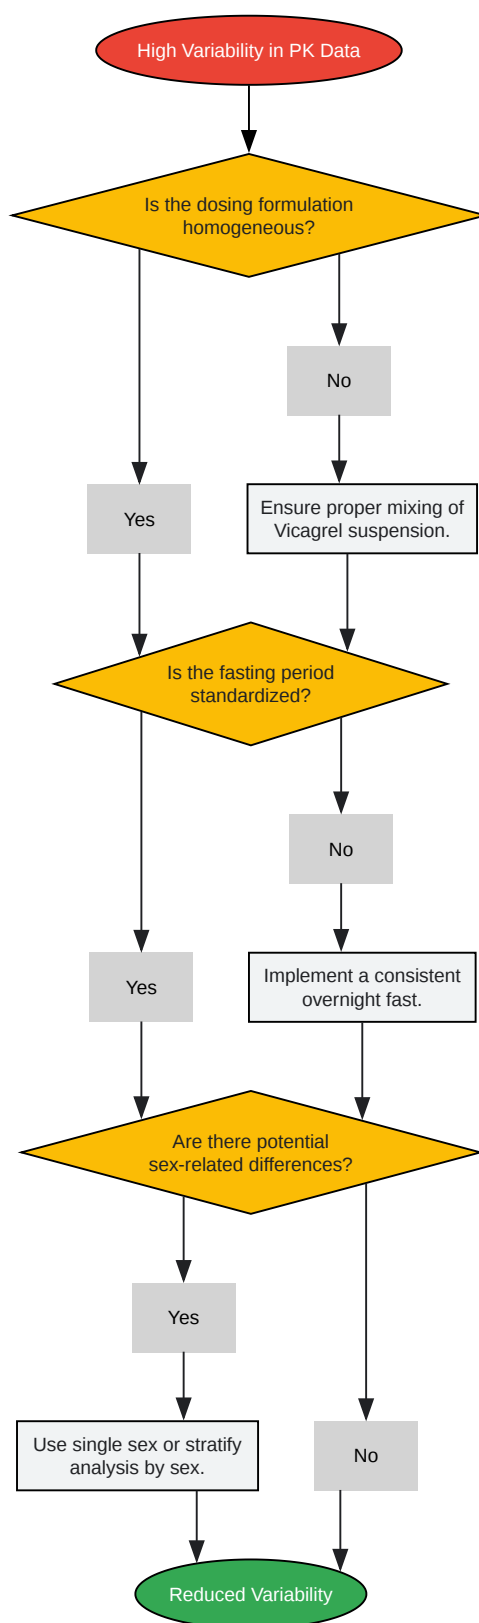 High Variability in PK Data
Is the dosing formulation
homogeneous?
No
Yes
Ensure proper mixing of
Vicagrel suspension.
Is the fasting period
standardized?
No
Yes
Implement a consistent
overnight fast.
Are there potential
sex-related differences?
Yes
Use single sex or stratify
analysis by sex.
No
Reduced Variability